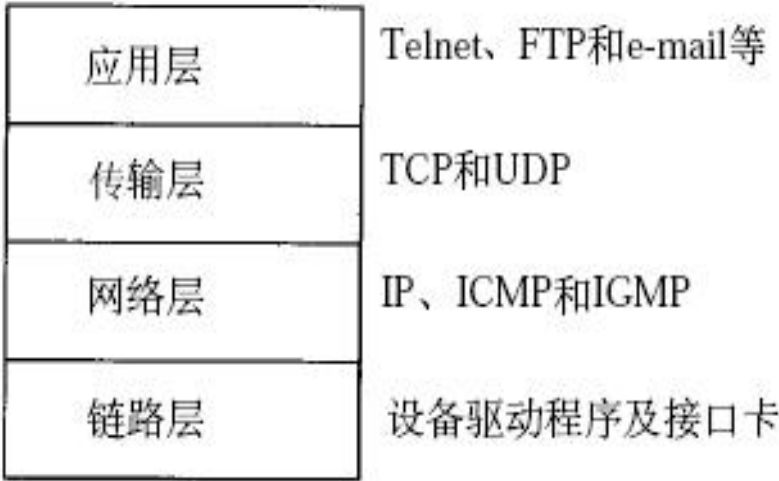 应用层 Telnet、FTP和e-mail等
传输层 TCP和UDP
网络层 IP、ICMP和IGMP
链路层 设备驱动程序及接口卡